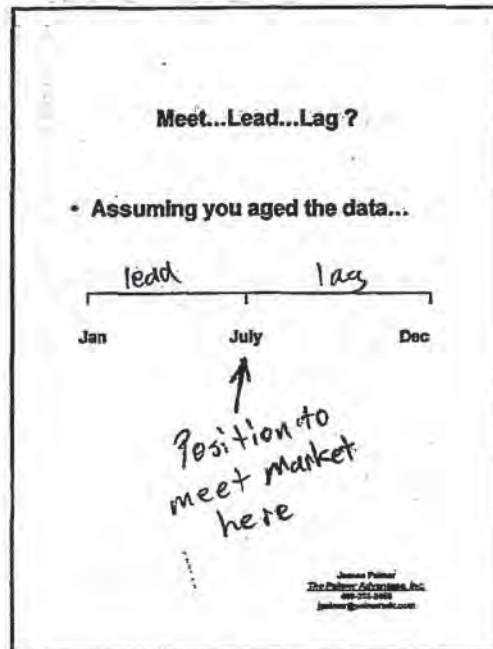 Meet...Lead...Lag ?
• Assuming you aged the data...
lead lag
Jan July Dec
Position to
meet market
here
James Palmer
The Palmer Advantage, Inc.